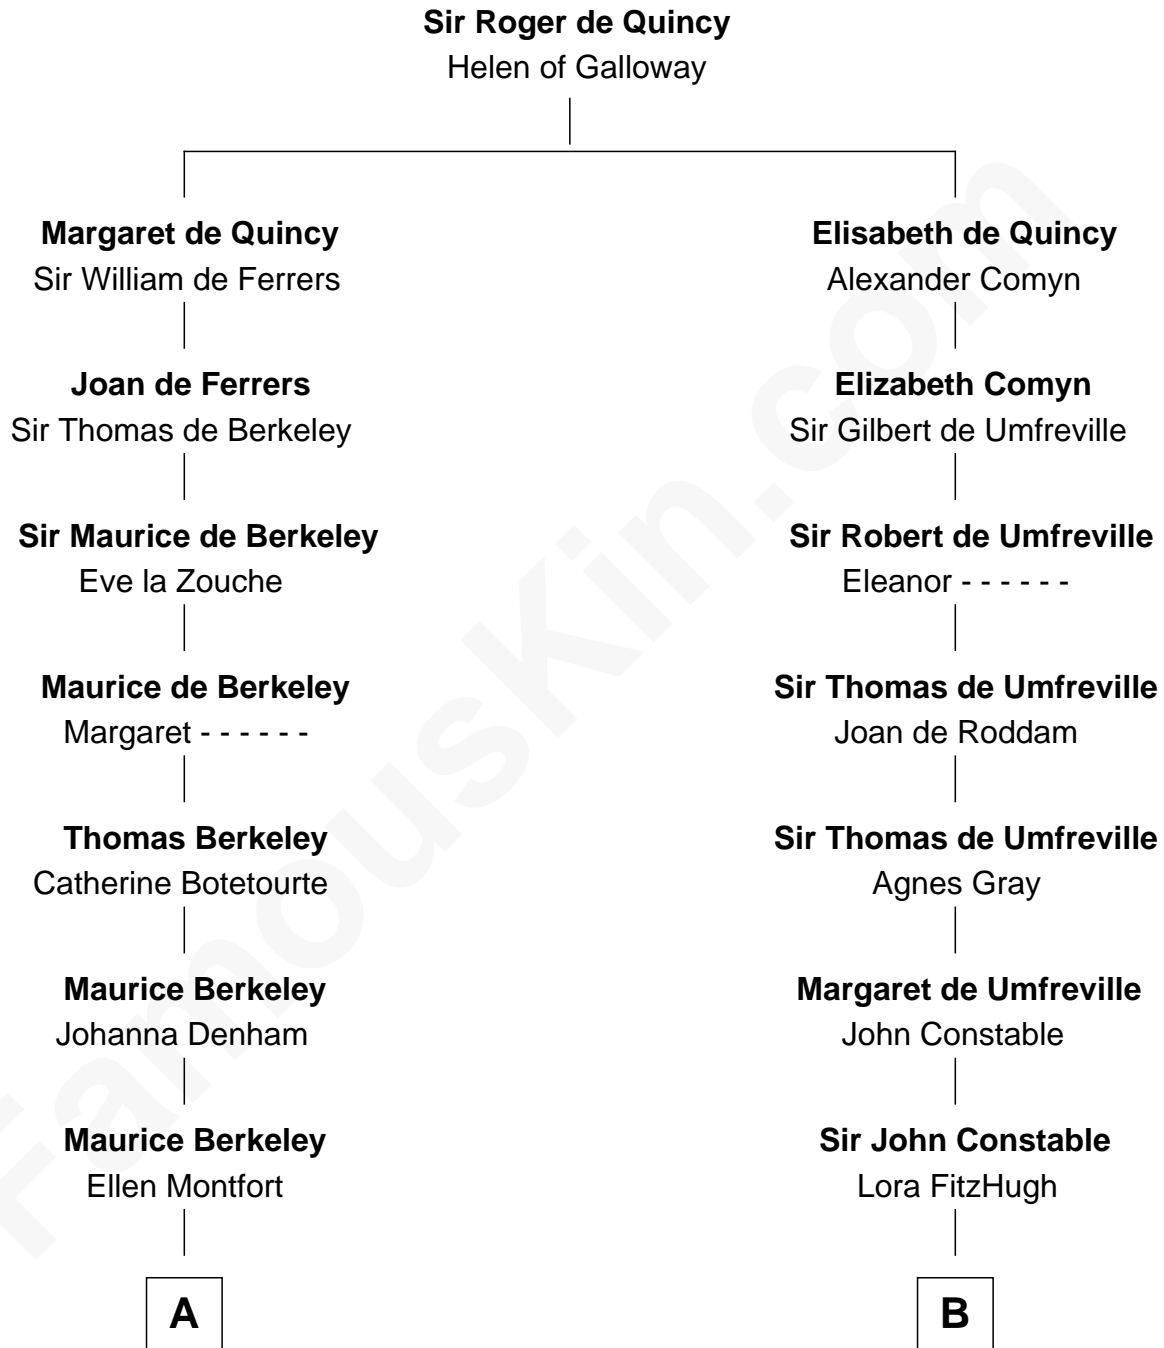 Sir Roger de Quincy
Helen of Galloway
Margaret de Quincy
Sir William de Ferrers
Elisabeth de Quincy
Alexander Comyn
Joan de Ferrers
Sir Thomas de Berkeley
Elizabeth Comyn
Sir Gilbert de Umfreville
Sir Maurice de Berkeley
Eve la Zouche
Sir Robert de Umfreville
Eleanor - - - - - -
Maurice de Berkeley
Margaret - - - - - -
Sir Thomas de Umfreville
Joan de Roddam
Thomas Berkeley
Catherine Botetourte
Sir Thomas de Umfreville
Agnes Gray
Maurice Berkeley
Johanna Denham
Margaret de Umfreville
John Constable
Maurice Berkeley
Ellen Montfort
Sir John Constable
Lora FitzHugh
A
B
FamousKin.com